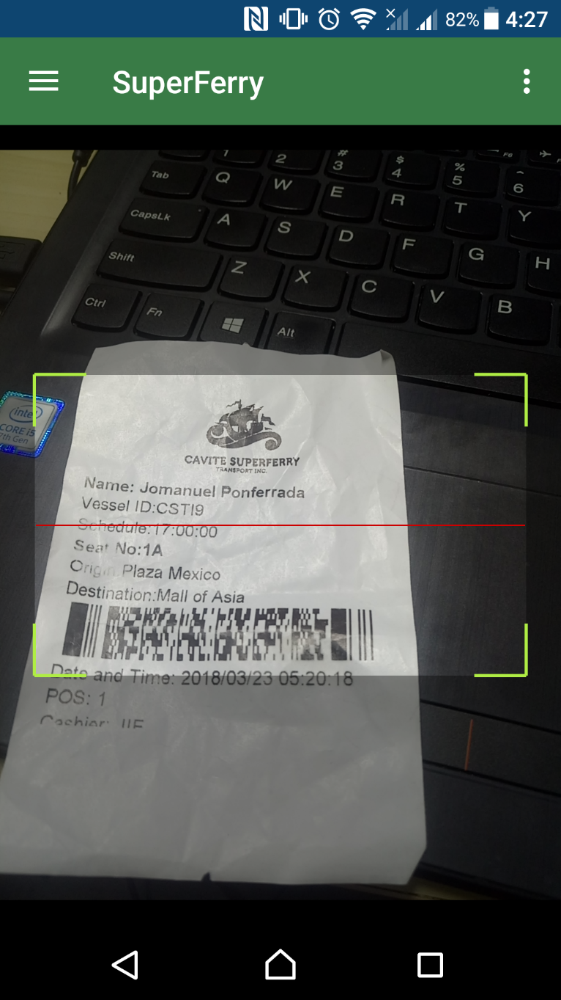 82% 4:27
SuperFerry
1 2 # 3 $ 4 % 5 ^ 6 F6
Tab Q W E R T Y
CapsLk A S D F G H
Shift Z X C V B
Ctrl Fn Alt
intel
CORE i5
7th Gen
CAVITE SUPERFERRY
TRANSPORT INC.
Name: Jomanuel Ponferrada
Vessel ID:CSTI9
Schedule:17:00:00
Seat No:1A
Origin:Plaza Mexico
Destination:Mall of Asia
Date and Time: 2018/03/23 05:20:18
POS: 1
Cashier: